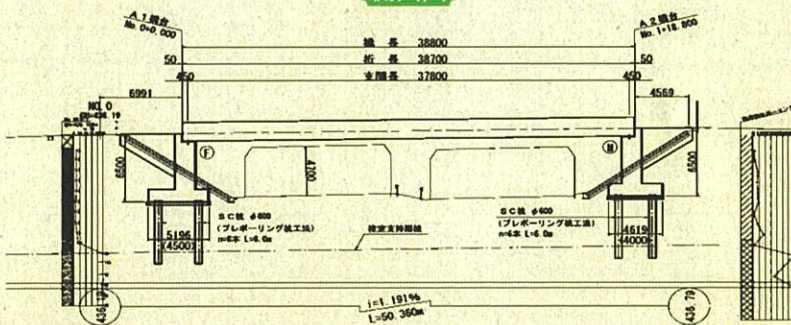 A1橋台
No. 0+0.000
A2橋台
No. 1+18.800
橋 長 38800
50 桁 長 38700 50
450 支間長 37800 450
6991
4569
NO. 0
F
M
6500
4700
6500
SC杭 φ600
(プレボーリング杭工法)
n=6本 L=6.0m
SC杭 φ600
(プレボーリング杭工法)
n=6本 L=6.0m
5196
(4500)
推定支持層線
4619
(4000)
i=1.191%
L=50.360m
436.19
436.79